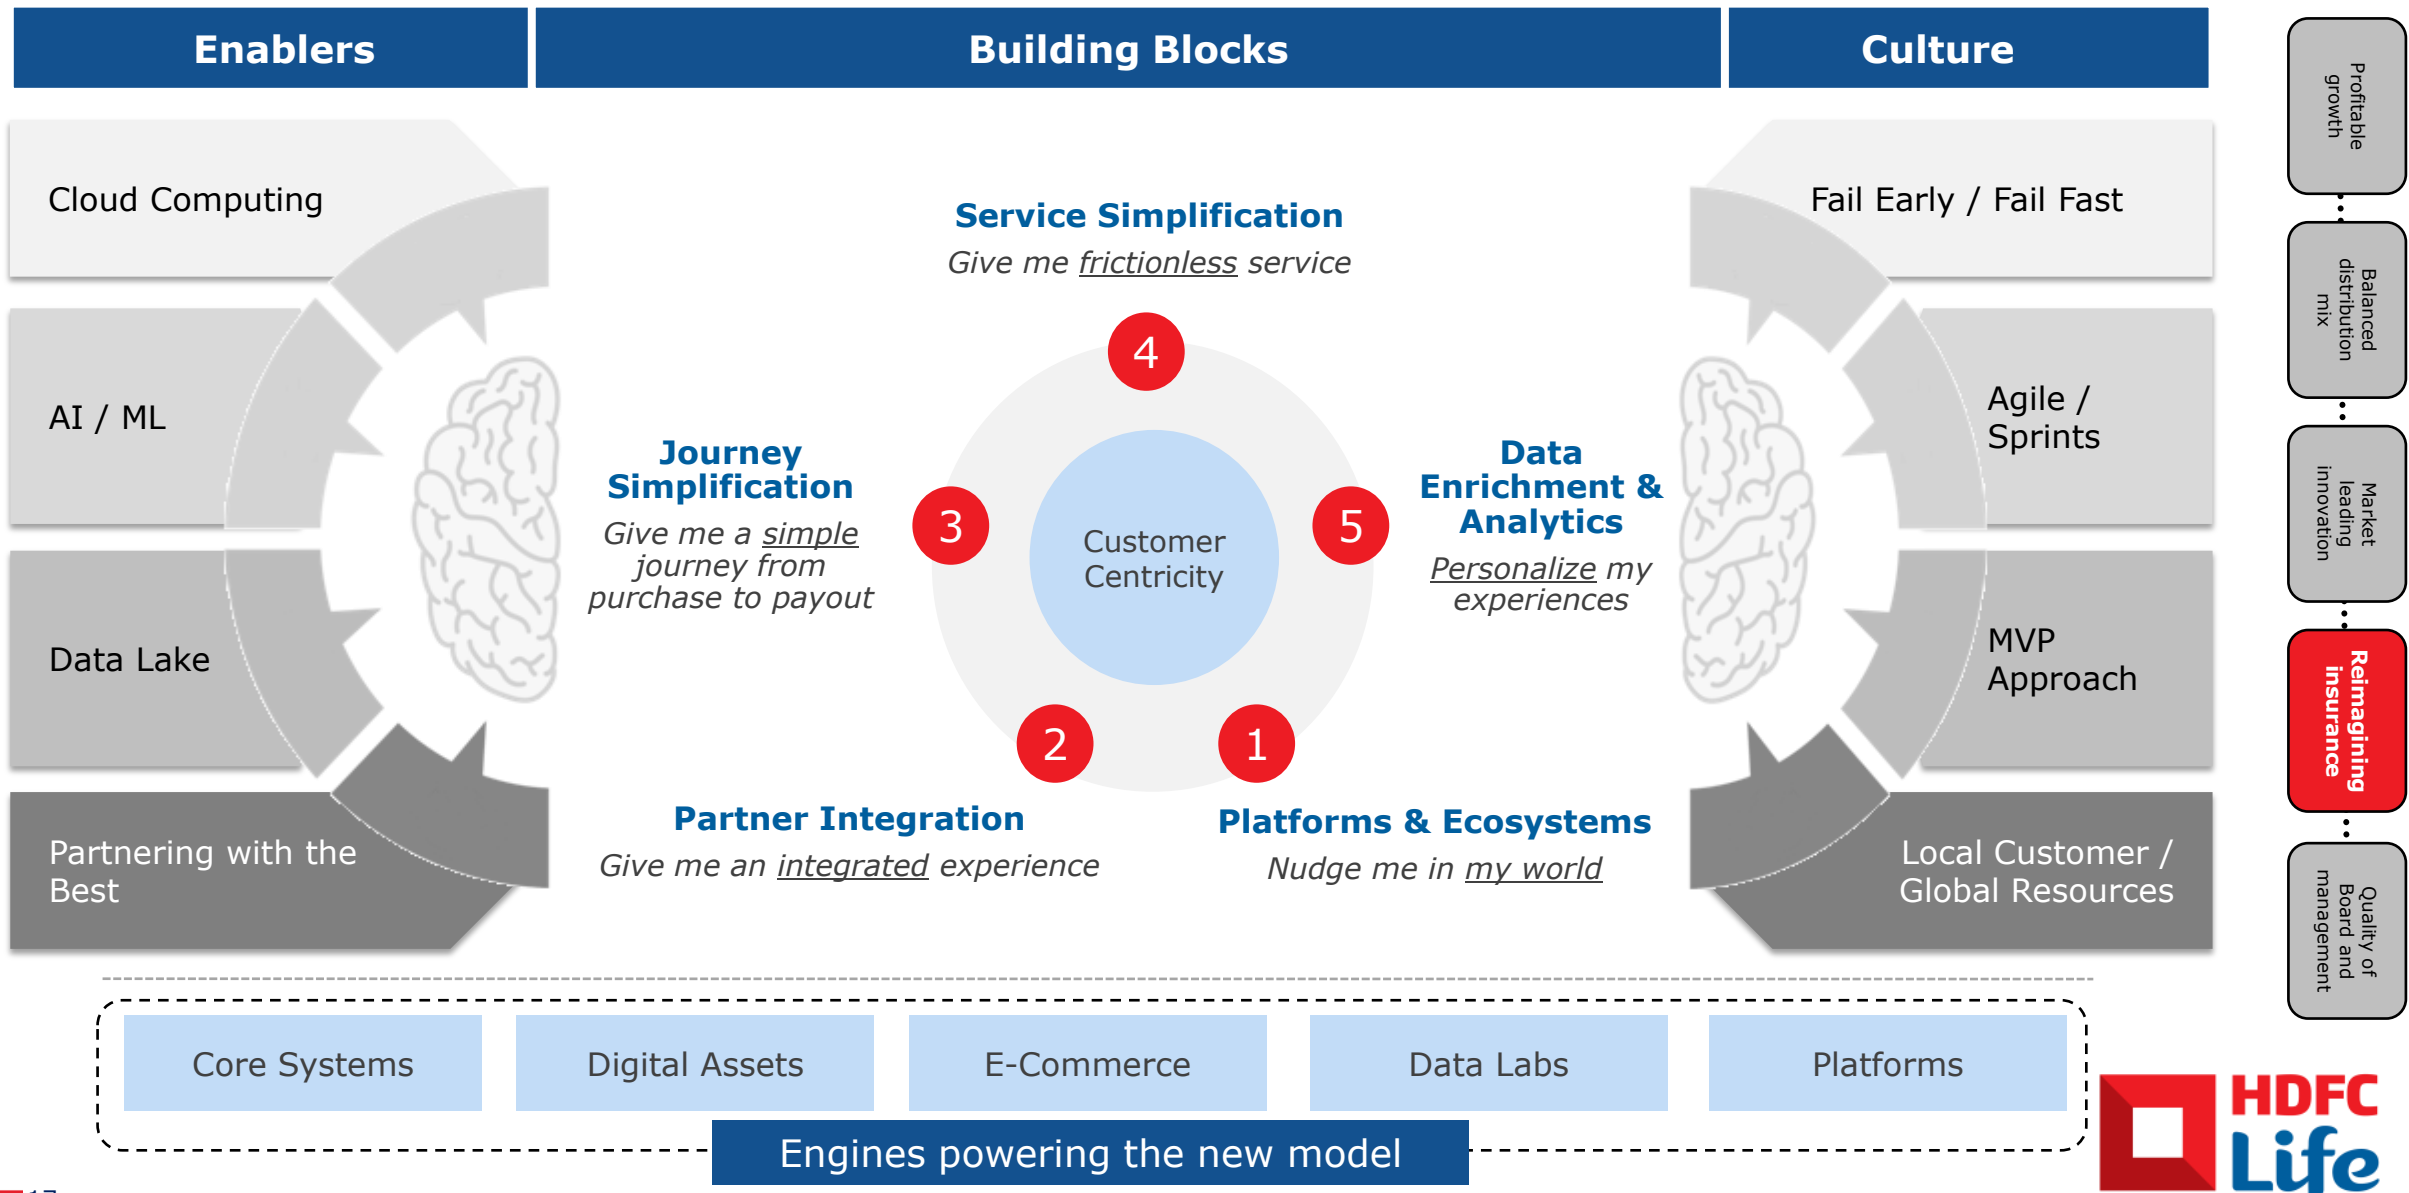 Enablers
Building Blocks
Culture
Cloud Computing
AI / ML
Data Lake
Partnering with the
Best
Service Simplification
Give me frictionless service
4
Journey
Simplification
Give me a simple
journey from
purchase to payout
3
Customer
Centricity
5
Data
Enrichment &
Analytics
Personalize my
experiences
2
1
Partner Integration
Give me an integrated experience
Platforms & Ecosystems
Nudge me in my world
Fail Early / Fail Fast
Agile /
Sprints
MVP
Approach
Local Customer /
Global Resources
Profitable
growth
Balanced
distribution
mix
Market
leading
innovation
Reimagining
insurance
Quality of
Board and
management
Core Systems
Digital Assets
E-Commerce
Data Labs
Platforms
Engines powering the new model
HDFC
Life